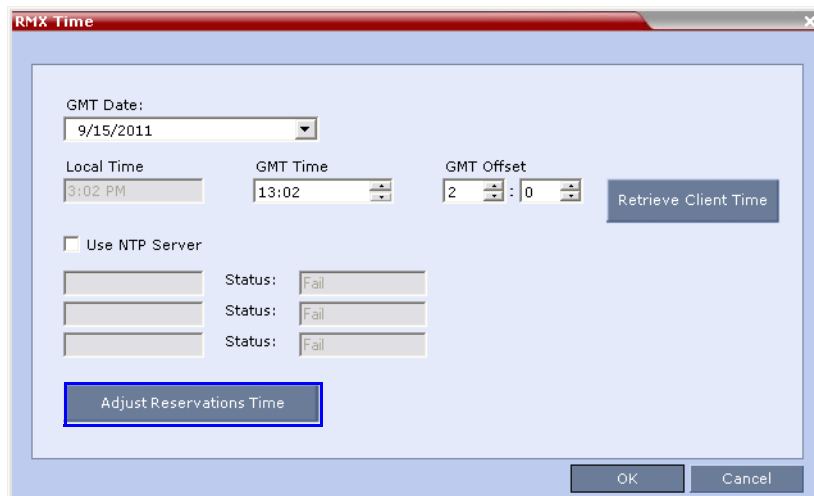 RMX Time
GMT Date:
9/15/2011
Local Time GMT Time GMT Offset
3:02 PM 13:02 2 : 0 Retrieve Client Time
Use NTP Server
Status: Fail
Status: Fail
Status: Fail
Adjust Reservations Time
OK Cancel